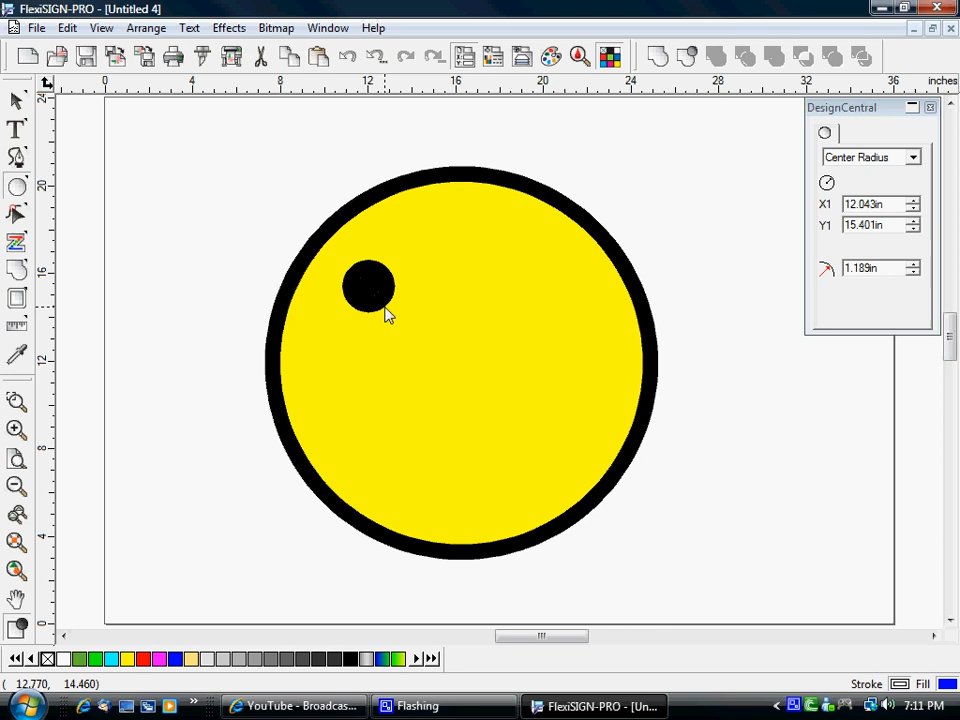 FlexiSIGN-PRO - [Untitled 4]
File Edit View Arrange Text Effects Bitmap Window Help
0 4 8 12 16 20 24 28 32 36 inches
24
20
16
12
8
4
0
DesignCentral
Center Radius
X1 12.043in
Y1 15.401in
1.189in
( 12.770, 14.460)
Stroke Fill
YouTube - Broadcas...
Flashing
FlexiSIGN-PRO - [Un...
7:11 PM